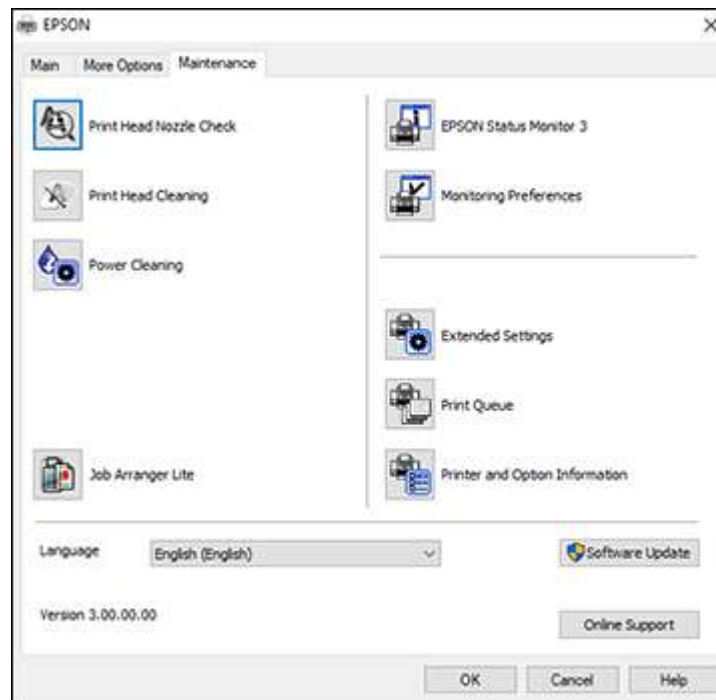 EPSON
Main More Options Maintenance
Print Head Nozzle Check
Print Head Cleaning
Power Cleaning
Job Arranger Lite
EPSON Status Monitor 3
Monitoring Preferences
Extended Settings
Print Queue
Printer and Option Information
Language English (English)
Software Update
Version 3.00.00.00
Online Support
OK Cancel Help